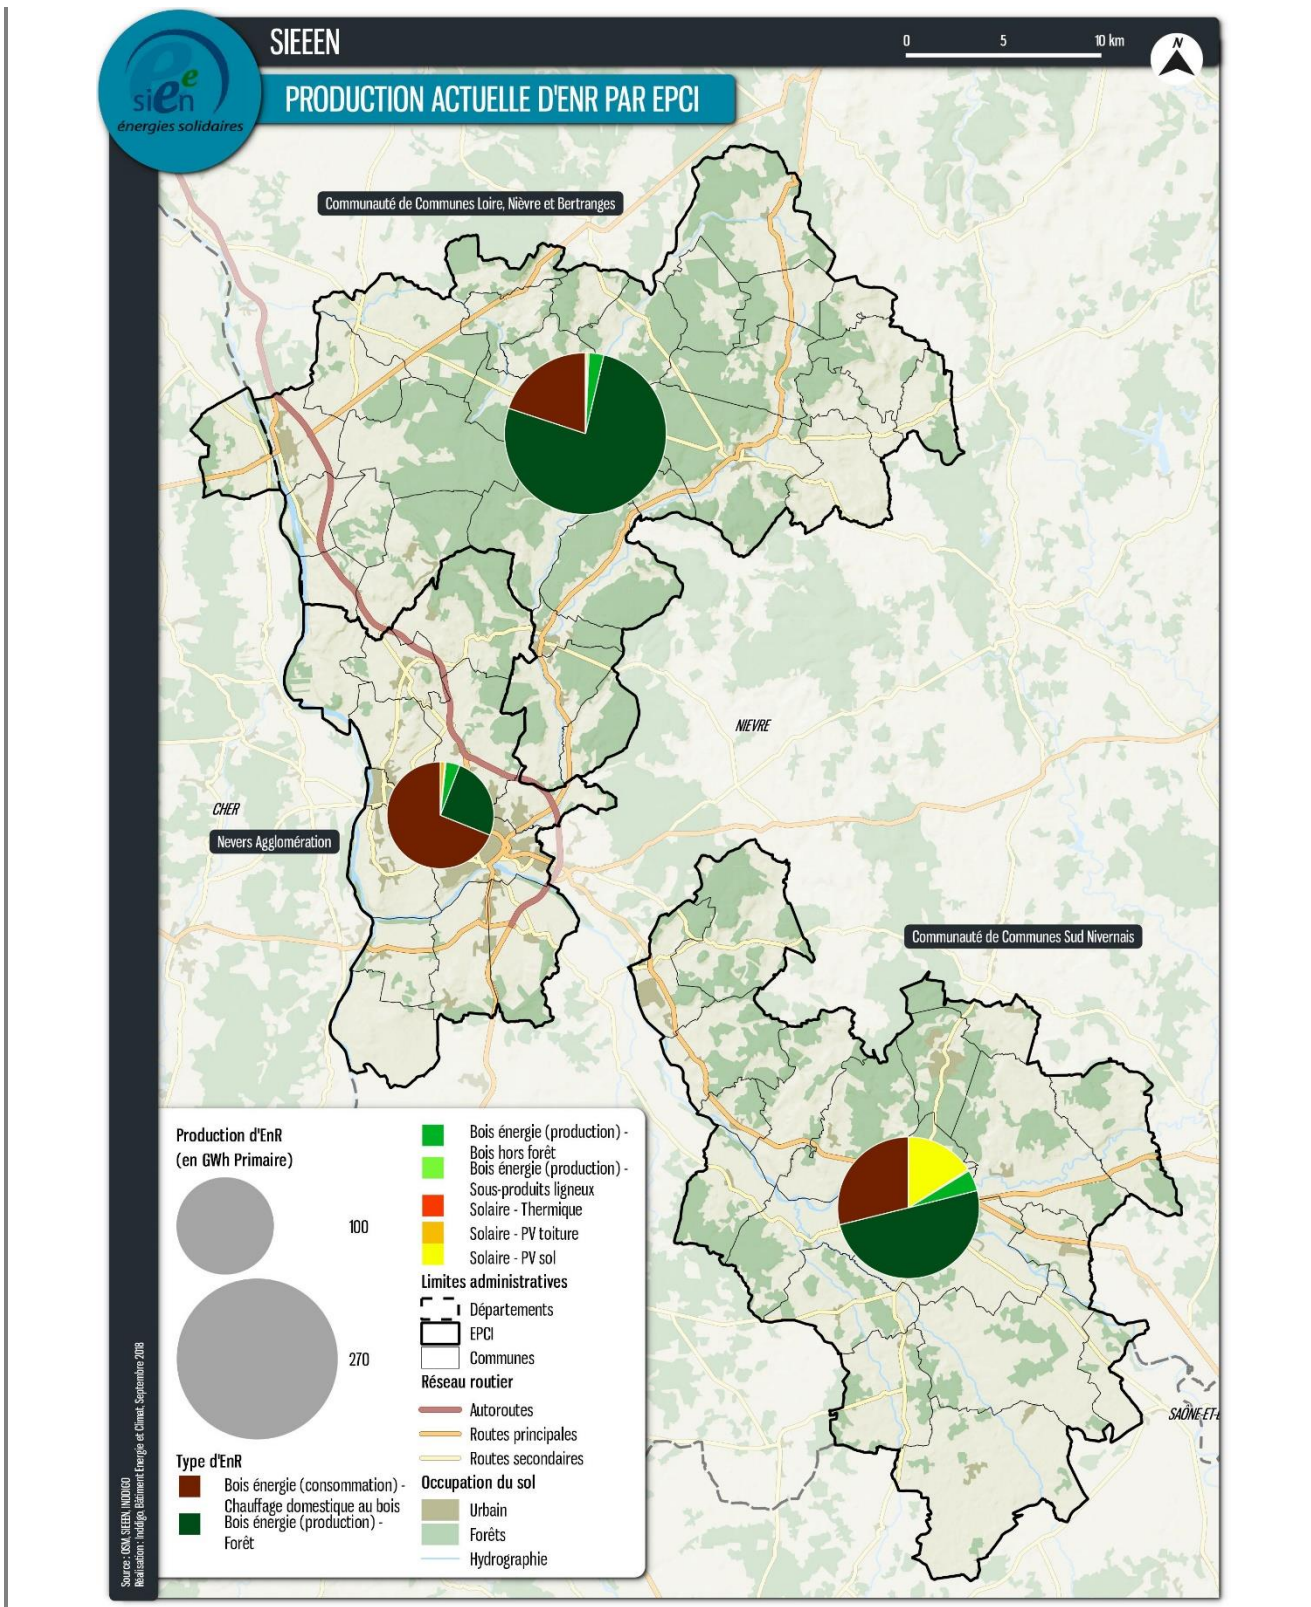 SIEEEN
0 5 10 km
N
sieeen
énergies solidaires
PRODUCTION ACTUELLE D'ENR PAR EPCI
Communauté de Communes Loire, Nièvre et Bertranges
NIEVRE
CHER
Nevers Agglomération
Communauté de Communes Sud Nivernais
SAÔNE-ET-L
Production d'EnR
(en GWh Primaire)
100
270
Type d'EnR
Bois énergie (consommation) -
Chauffage domestique au bois
Bois énergie (production) -
Forêt
Bois énergie (production) -
Bois hors forêt
Bois énergie (production) -
Sous-produits ligneux
Solaire - Thermique
Solaire - PV toiture
Solaire - PV sol
Limites administratives
Départements
EPCI
Communes
Réseau routier
Autoroutes
Routes principales
Routes secondaires
Occupation du sol
Urbain
Forêts
Hydrographie
Source : OSM, SIEEEN, INDDIGO
Réalisation : Inddigo, Bâtiment Energie et Climat, Septembre 2018